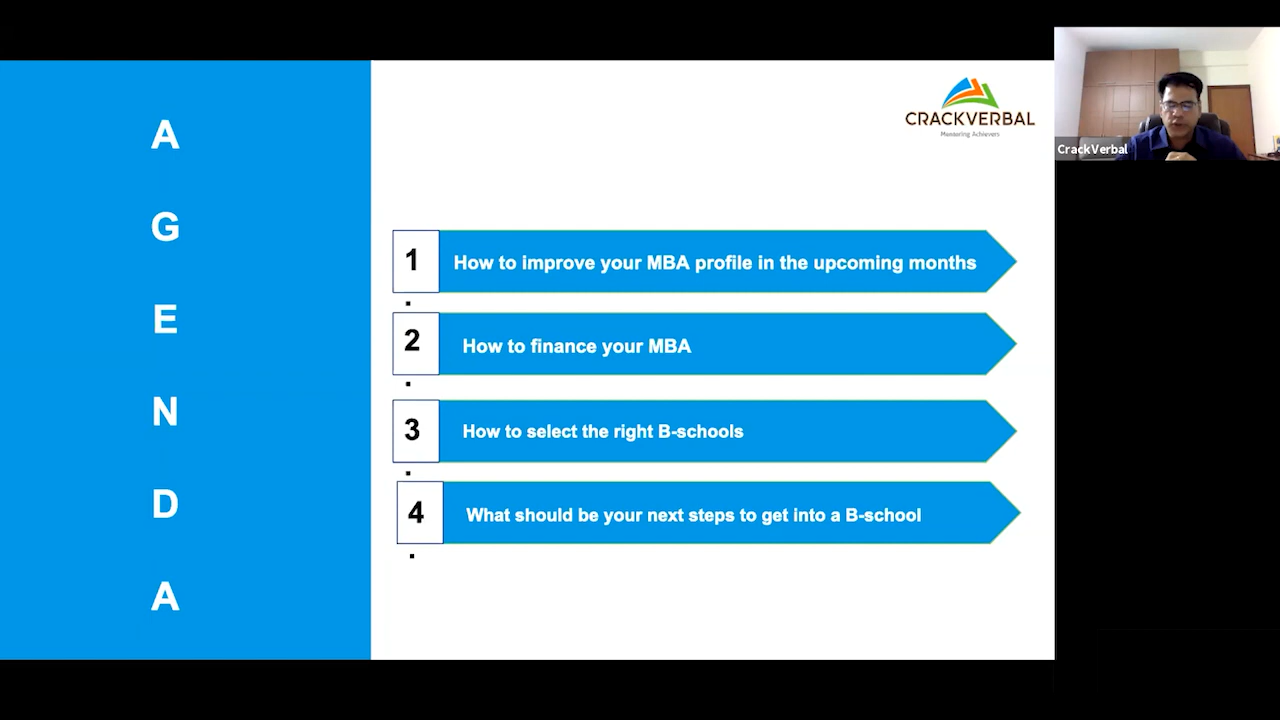 A
G
E
N
D
A
CRACKVERBAL
Mentoring Achievers
CrackVerbal
1
.
How to improve your MBA profile in the upcoming months
2
.
How to finance your MBA
3
.
How to select the right B-schools
4
.
What should be your next steps to get into a B-school